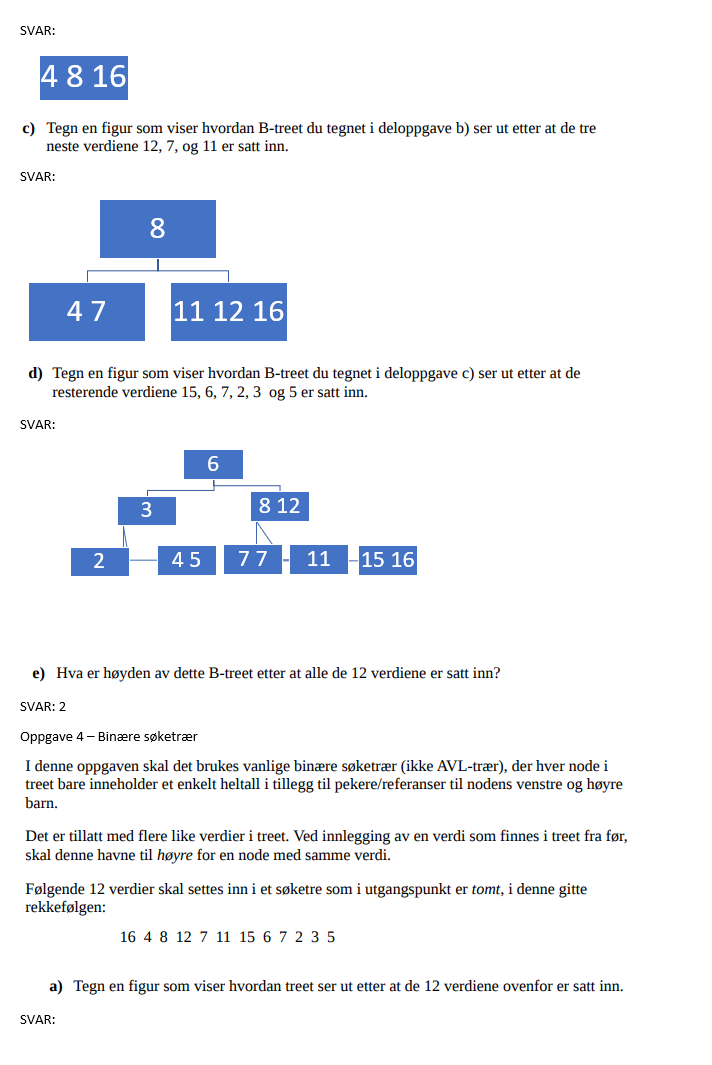 SVAR:
4 8 16
c) Tegn en figur som viser hvordan B-treet du tegnet i deloppgave b) ser ut etter at de tre
neste verdiene 12, 7, og 11 er satt inn.
SVAR:
8
4 7
11 12 16
d) Tegn en figur som viser hvordan B-treet du tegnet i deloppgave c) ser ut etter at de
resterende verdiene 15, 6, 7, 2, 3 og 5 er satt inn.
SVAR:
6
3
8 12
2
4 5
7 7
11
15 16
e) Hva er høyden av dette B-treet etter at alle de 12 verdiene er satt inn?
SVAR: 2
Oppgave 4 – Binære søketrær
I denne oppgaven skal det brukes vanlige binære søketrær (ikke AVL-trær), der hver node i
treet bare inneholder et enkelt heltall i tillegg til pekere/referanser til nodens venstre og høyre
barn.
Det er tillatt med flere like verdier i treet. Ved innlegging av en verdi som finnes i treet fra før,
skal denne havne til høyre for en node med samme verdi.
Følgende 12 verdier skal settes inn i et søketre som i utgangspunkt er tomt, i denne gitte
rekkefølgen:
16 4 8 12 7 11 15 6 7 2 3 5
a) Tegn en figur som viser hvordan treet ser ut etter at de 12 verdiene ovenfor er satt inn.
SVAR: